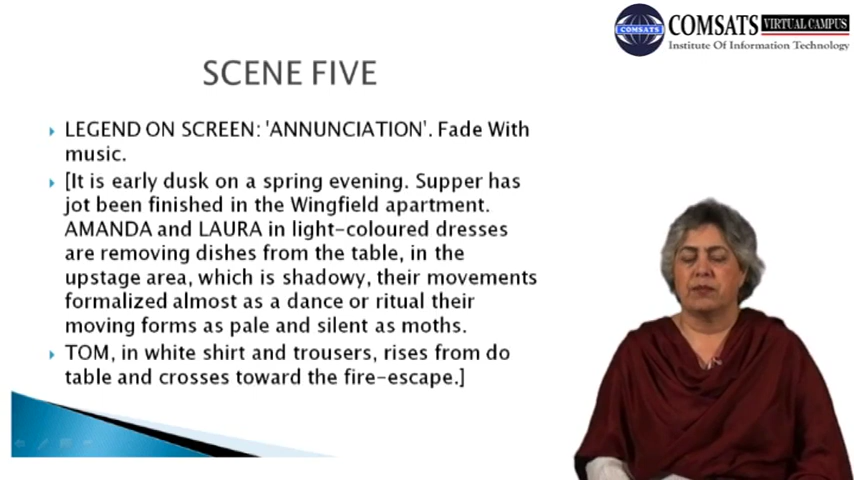 COMSATS VIRTUAL CAMPUS
COMSATS
Institute Of Information Technology
SCENE FIVE
LEGEND ON SCREEN: 'ANNUNCIATION'. Fade With
music.
[It is early dusk on a spring evening. Supper has
jot been finished in the Wingfield apartment.
AMANDA and LAURA in light-coloured dresses
are removing dishes from the table, in the
upstage area, which is shadowy, their movements
formalized almost as a dance or ritual their
moving forms as pale and silent as moths.
TOM, in white shirt and trousers, rises from do
table and crosses toward the fire-escape.]